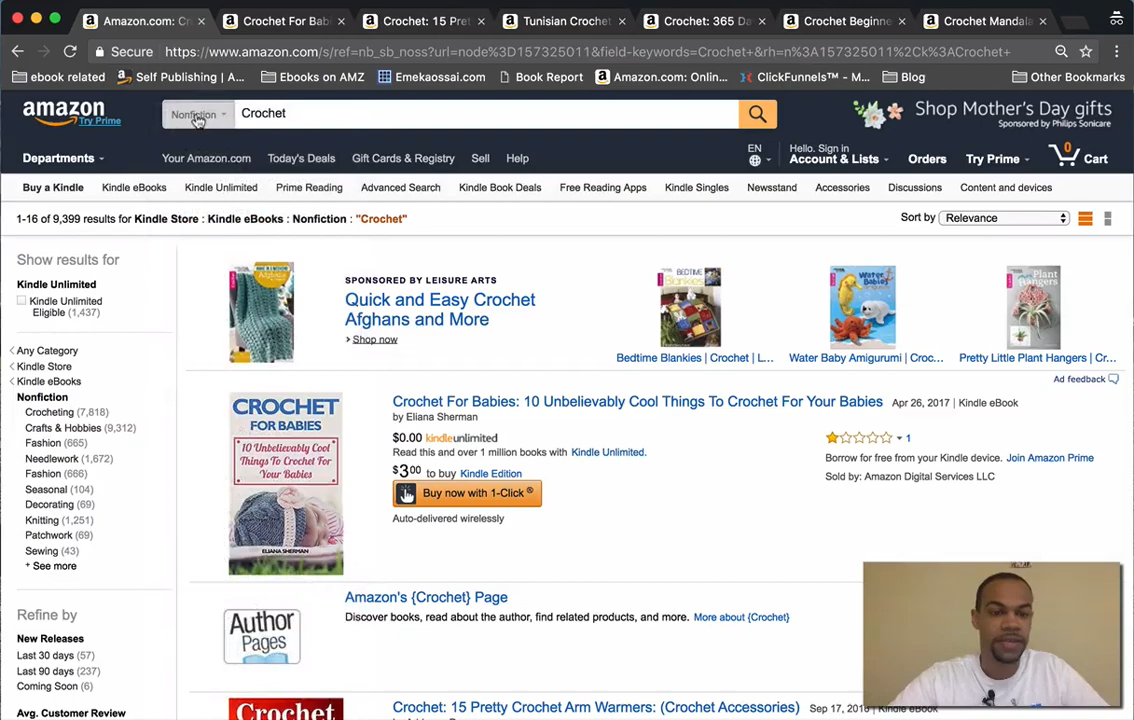 Amazon.com: Cr
Crochet For Bab
Crochet: 15 Pret
Tunisian Crochet
Crochet: 365 Da
Crochet Beginne
Crochet Mandala
Secure
https://www.amazon.com/s/ref=nb_sb_noss?url=node%3D157325011&field-keywords=Crochet+&rh=n%3A157325011%2Ck%3ACrochet+
ebook related
Self Publishing | A...
Ebooks on AMZ
Emekaossai.com
Book Report
Amazon.com: Onlin...
ClickFunnels™ - M...
Blog
Other Bookmarks
amazon
Try Prime
Nonfiction
Crochet
Shop Mother's Day gifts
Sponsored by Philips Sonicare
Departments
Your Amazon.com
Today's Deals
Gift Cards & Registry
Sell
Help
EN
Hello. Sign in
Account & Lists
Orders
Try Prime
0
Cart
Buy a Kindle
Kindle eBooks
Kindle Unlimited
Prime Reading
Advanced Search
Kindle Book Deals
Free Reading Apps
Kindle Singles
Newsstand
Accessories
Discussions
Content and devices
1-16 of 9,399 results for Kindle Store : Kindle eBooks : Nonfiction : "Crochet"
Sort by
Relevance
Show results for
Kindle Unlimited
Kindle Unlimited
Eligible (1,437)
Any Category
Kindle Store
Kindle eBooks
Nonfiction
Crocheting (7,818)
Crafts & Hobbies (9,312)
Fashion (665)
Needlework (1,672)
Fashion (666)
Seasonal (104)
Decorating (69)
Knitting (1,251)
Patchwork (69)
Sewing (43)
+ See more
Refine by
New Releases
Last 30 days (57)
Last 90 days (237)
Coming Soon (6)
Avg. Customer Review
SPONSORED BY LEISURE ARTS
Quick and Easy Crochet
Afghans and More
› Shop now
Bedtime Blankies | Crochet | L...
Water Baby Amigurumi | Croc...
Pretty Little Plant Hangers | Cr...
Ad feedback
CROCHET
FOR BABIES
10 Unbelievably Cool
Things To Crochet For
Your Babies
ELIANA SHERMAN
Crochet For Babies: 10 Unbelievably Cool Things To Crochet For Your Babies
Apr 26, 2017 | Kindle eBook
by Eliana Sherman
$0.00 kindleunlimited
Read this and over 1 million books with Kindle Unlimited.
$3.00 to buy Kindle Edition
Buy now with 1-Click®
Auto-delivered wirelessly
1
Borrow for free from your Kindle device. Join Amazon Prime
Sold by: Amazon Digital Services LLC
Author
Pages
Amazon's {Crochet} Page
Discover books, read about the author, find related products, and more. More about {Crochet}
Crochet
Crochet: 15 Pretty Crochet Arm Warmers: (Crochet Accessories)
Sep 17, 2016 | Kindle eBook